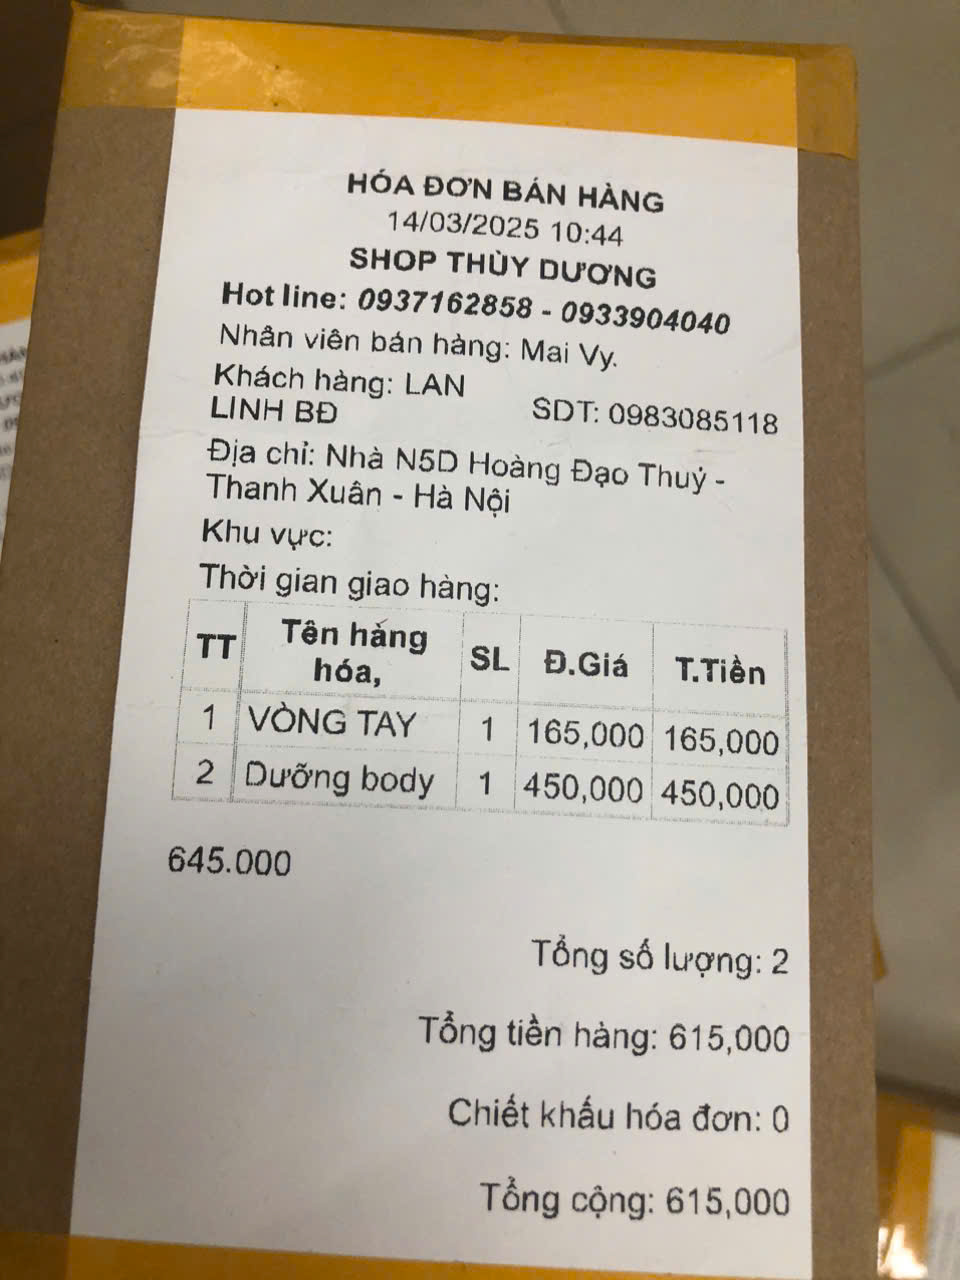 HÓA ĐƠN BÁN HÀNG
14/03/2025 10:44
SHOP THÙY DƯƠNG
Hot line: 0937162858 - 0933904040
Nhân viên bán hàng: Mai Vy.
Khách hàng: LAN
LINH BĐ SDT: 0983085118
Địa chỉ: Nhà N5D Hoàng Đạo Thuý -
Thanh Xuân - Hà Nội
Khu vực:
Thời gian giao hàng:
TT Tên hàng hóa, SL Đ.Giá T.Tiền
1 VÒNG TAY 1 165,000 165,000
2 Dưỡng body 1 450,000 450,000
645.000
Tổng số lượng: 2
Tổng tiền hàng: 615,000
Chiết khấu hóa đơn: 0
Tổng cộng: 615,000